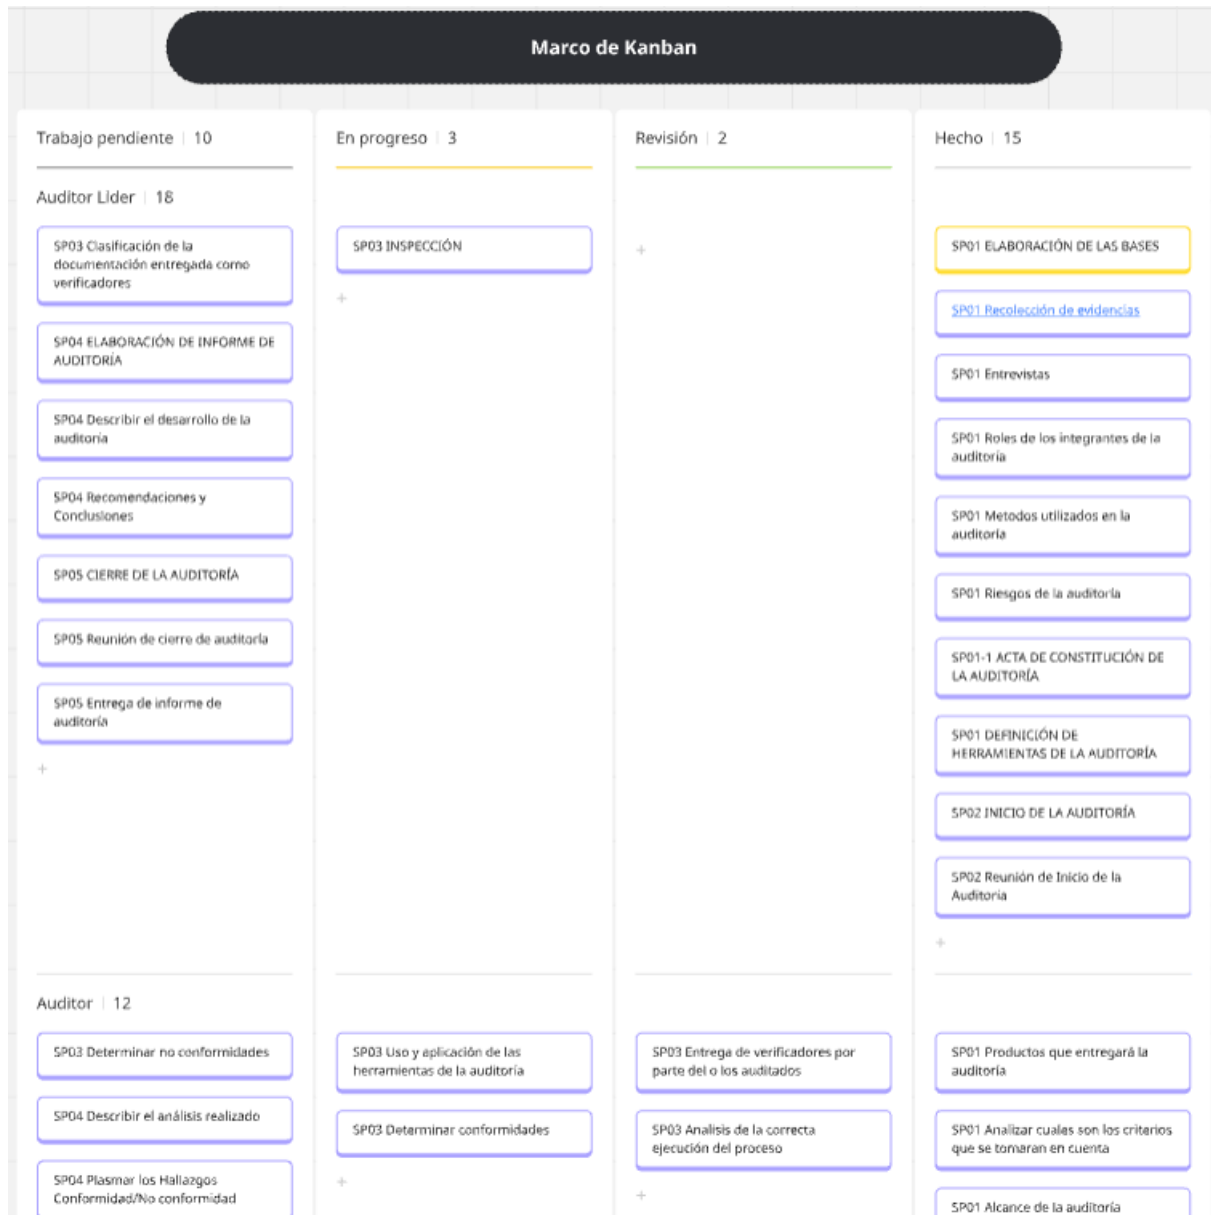 Marco de Kanban
Trabajo pendiente | 10
En progreso | 3
Revisión | 2
Hecho | 15
Auditor Lider | 18
SP03 Clasificación de la
documentación entregada como
verificadores
SP04 ELABORACIÓN DE INFORME DE
AUDITORÍA
SP04 Describir el desarrollo de la
auditoria
SP04 Recomendaciones y
Conclusiones
SP05 CIERRE DE LA AUDITORÍA
SP05 Reunión de cierre de auditoría
SP05 Entrega de informe de
auditoría
+
SP03 INSPECCIÓN
+
+
SP01 ELABORACIÓN DE LAS BASES
SP01 Recolección de evidencias
SP01 Entrevistas
SP01 Roles de los integrantes de la
auditoría
SP01 Metodos utilizados en la
auditoría
SP01 Riesgos de la auditoría
SP01-1 ACTA DE CONSTITUCIÓN DE
LA AUDITORÍA
SP01 DEFINICIÓN DE
HERRAMIENTAS DE LA AUDITORÍA
SP02 INICIO DE LA AUDITORÍA
SP02 Reunión de Inicio de la
Auditoria
+
Auditor | 12
SP03 Determinar no conformidades
SP04 Describir el análisis realizado
SP04 Plasmar los Hallazgos
Conformidad/No conformidad
SP03 Uso y aplicación de las
herramientas de la auditoría
SP03 Determinar conformidades
+
SP03 Entrega de verificadores por
parte del o los auditados
SP03 Analisis de la correcta
ejecución del proceso
+
SP01 Productos que entregará la
auditoría
SP01 Analizar cuales son los criterios
que se tomaran en cuenta
SP01 Alcance de la auditoría